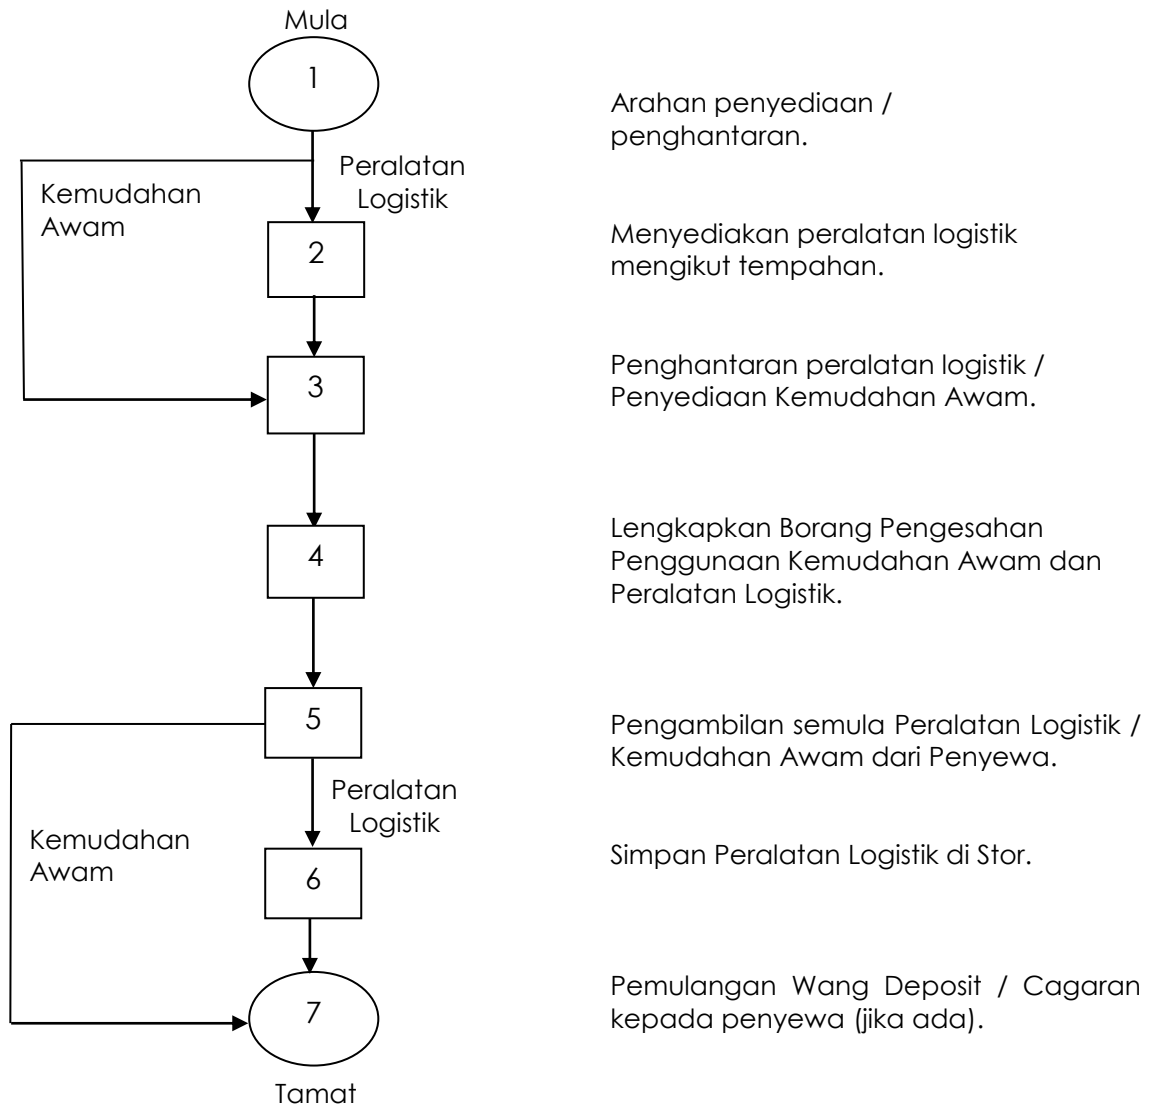 Mula
1
Arahan penyediaan /
penghantaran.
Kemudahan
Awam
Peralatan
Logistik
2
Menyediakan peralatan logistik
mengikut tempahan.
3
Penghantaran peralatan logistik /
Penyediaan Kemudahan Awam.
4
Lengkapkan Borang Pengesahan
Penggunaan Kemudahan Awam dan
Peralatan Logistik.
5
Pengambilan semula Peralatan Logistik /
Kemudahan Awam dari Penyewa.
Peralatan
Logistik
Kemudahan
Awam
6
Simpan Peralatan Logistik di Stor.
7
Pemulangan Wang Deposit / Cagaran
kepada penyewa (jika ada).
Tamat